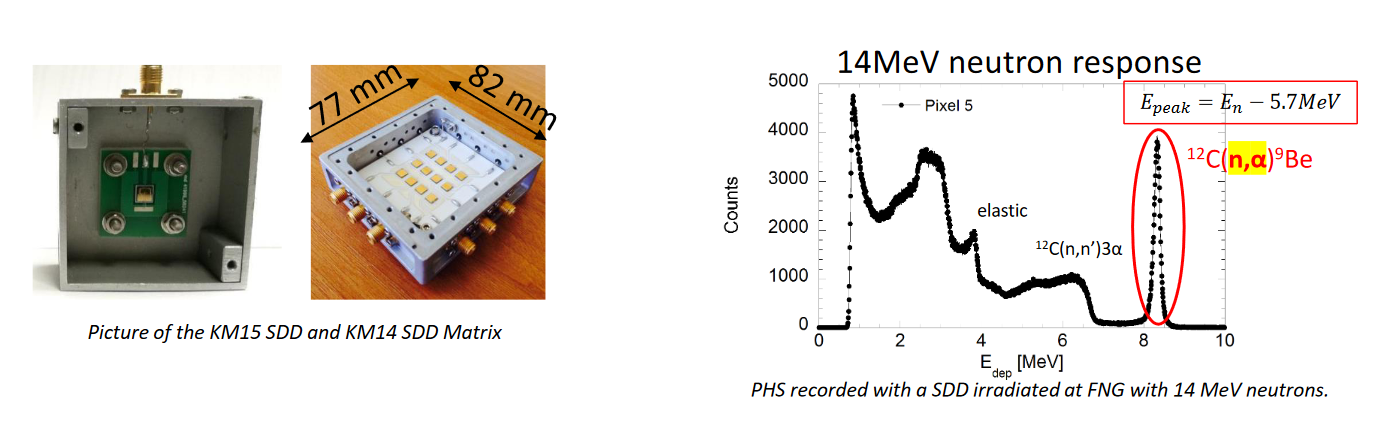 77 mm
82 mm
Picture of the KM15 SDD and KM14 SDD Matrix
14MeV neutron response
5000
4000
3000
2000
1000
0
Counts
Pixel 5
E_peak = E_n − 5.7MeV
¹²C(n,α)⁹Be
elastic
¹²C(n,n’)3α
0 2 4 6 8 10
E_dep [MeV]
PHS recorded with a SDD irradiated at FNG with 14 MeV neutrons.